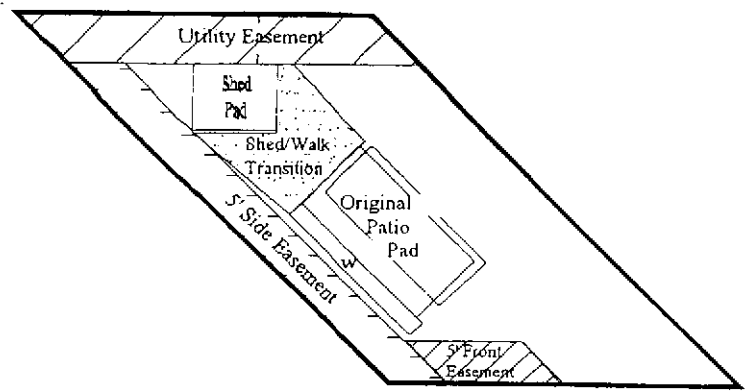 Utility Easement
Shed
Pad
Shed/Walk
Transition
Original
Patio
Pad
5' Side Easement
W
5' Front
Easement